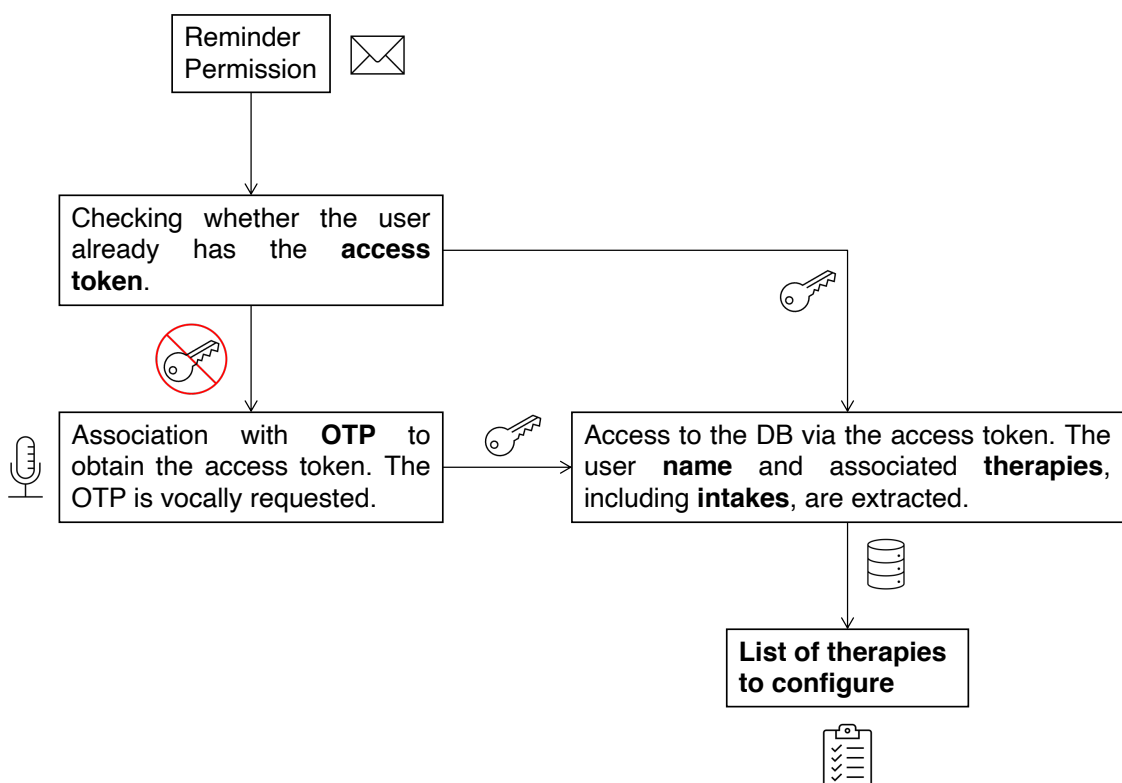 Reminder
Permission
Checking whether the user
already has the access
token.
Association with OTP to
obtain the access token. The
OTP is vocally requested.
Access to the DB via the access token. The
user name and associated therapies,
including intakes, are extracted.
List of therapies
to configure